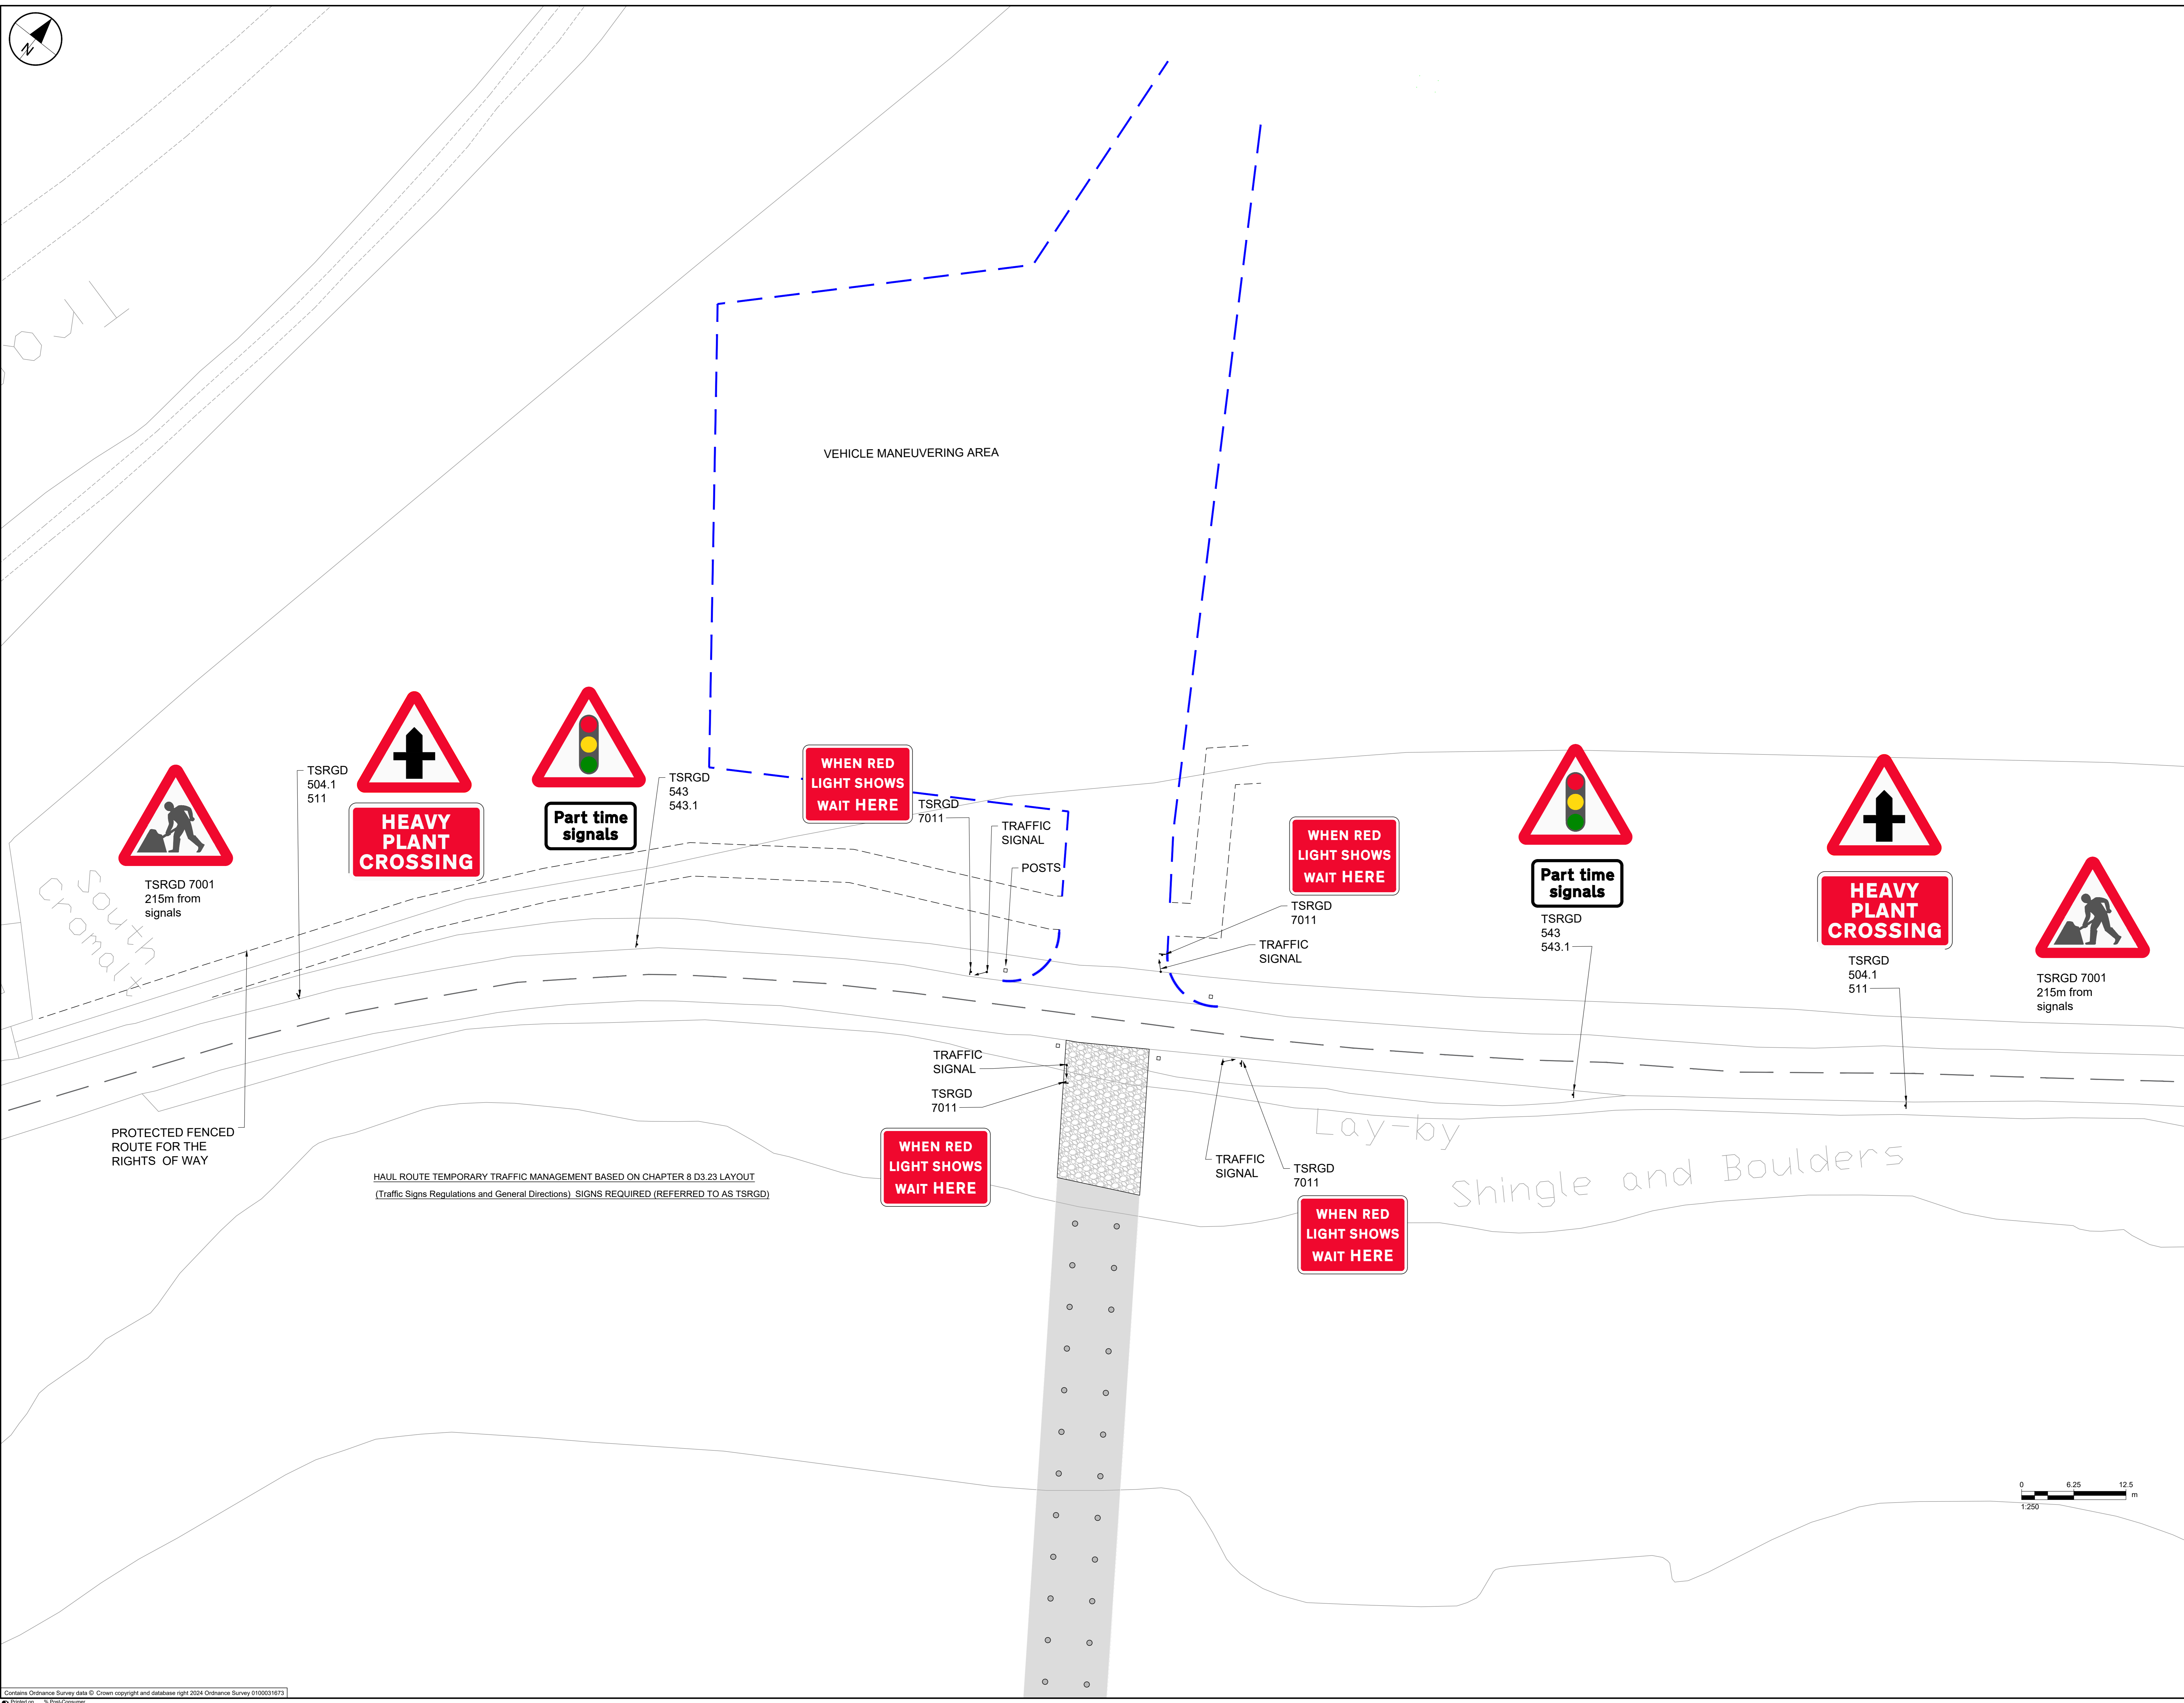 N
VEHICLE MANEUVERING AREA
TSRGD 7001
215m from
signals
TSRGD
504.1
511
HEAVY
PLANT
CROSSING
Part time
signals
TSRGD
543
543.1
WHEN RED
LIGHT SHOWS
WAIT HERE
TSRGD
7011
TRAFFIC
SIGNAL
POSTS
WHEN RED
LIGHT SHOWS
WAIT HERE
TSRGD
7011
TRAFFIC
SIGNAL
Part time
signals
TSRGD
543
543.1
HEAVY
PLANT
CROSSING
TSRGD
504.1
511
TSRGD 7001
215m from
signals
South
Cromalt
PROTECTED FENCED
ROUTE FOR THE
RIGHTS OF WAY
TRAFFIC
SIGNAL
TSRGD
7011
WHEN RED
LIGHT SHOWS
WAIT HERE
TRAFFIC
SIGNAL
TSRGD
7011
WHEN RED
LIGHT SHOWS
WAIT HERE
Lay-by
Shingle and Boulders
HAUL ROUTE TEMPORARY TRAFFIC MANAGEMENT BASED ON CHAPTER 8 D3.23 LAYOUT
(Traffic Signs Regulations and General Directions) SIGNS REQUIRED (REFERRED TO AS TSRGD)
0 6.25 12.5
m
1:250
Contains Ordnance Survey data © Crown copyright and database right 2024 Ordnance Survey 0100031673
Printed on % Post-Consumer